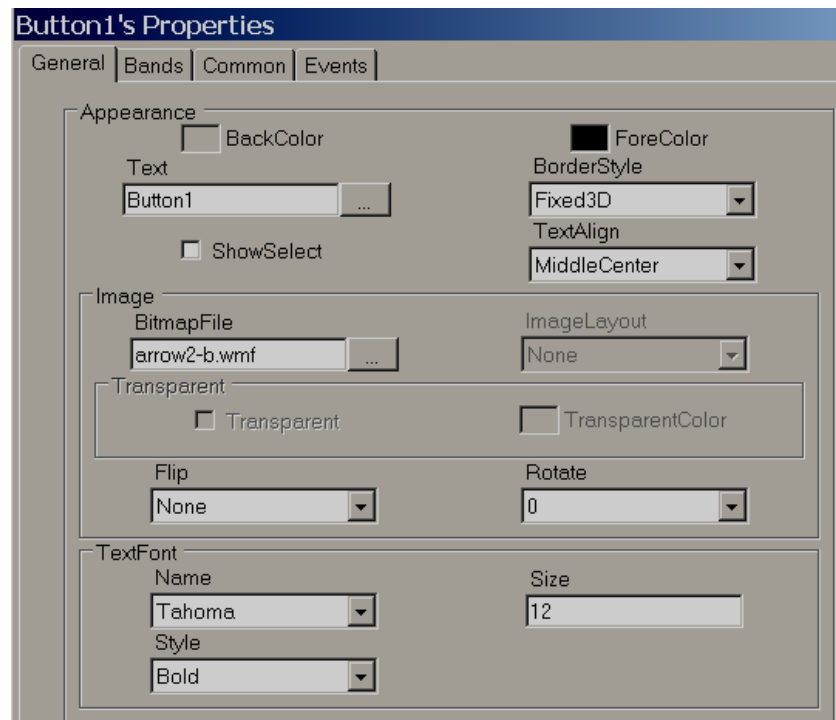 Button1's Properties
General Bands Common Events
Appearance
BackColor ForeColor
Text BorderStyle
Button1 ... Fixed3D
TextAlign
ShowSelect
MiddleCenter
Image
BitmapFile ImageLayout
arrow2-b.wmf ... None
Transparent
Transparent TransparentColor
Flip Rotate
None 0
TextFont
Name Size
Tahoma 12
Style
Bold